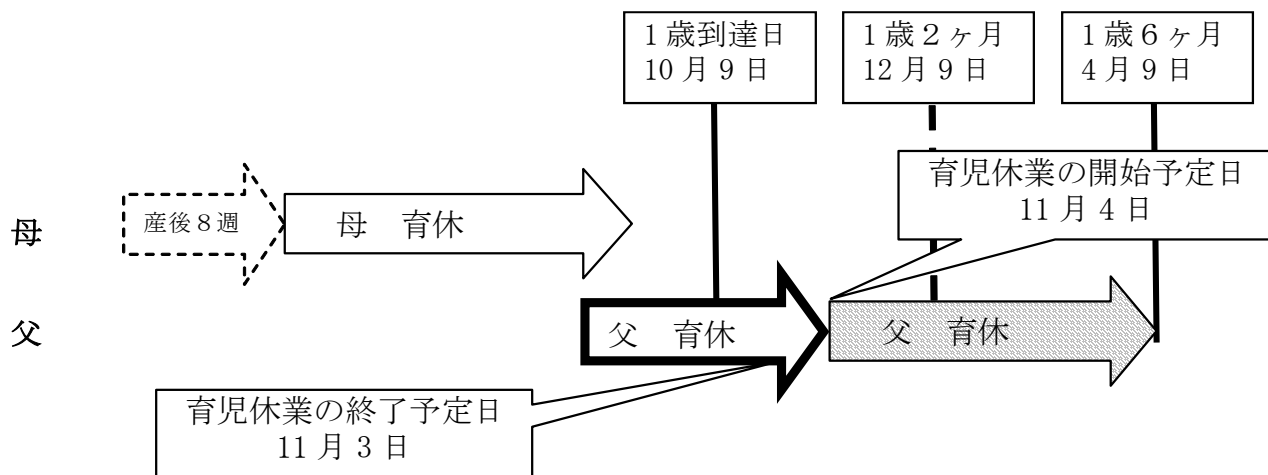 １歳到達日
10月9日
１歳２ヶ月
12月9日
１歳６ヶ月
4月9日
育児休業の開始予定日
11月4日
母
産後８週
母　育休
父
父　育休
父　育休
育児休業の終了予定日
11月3日